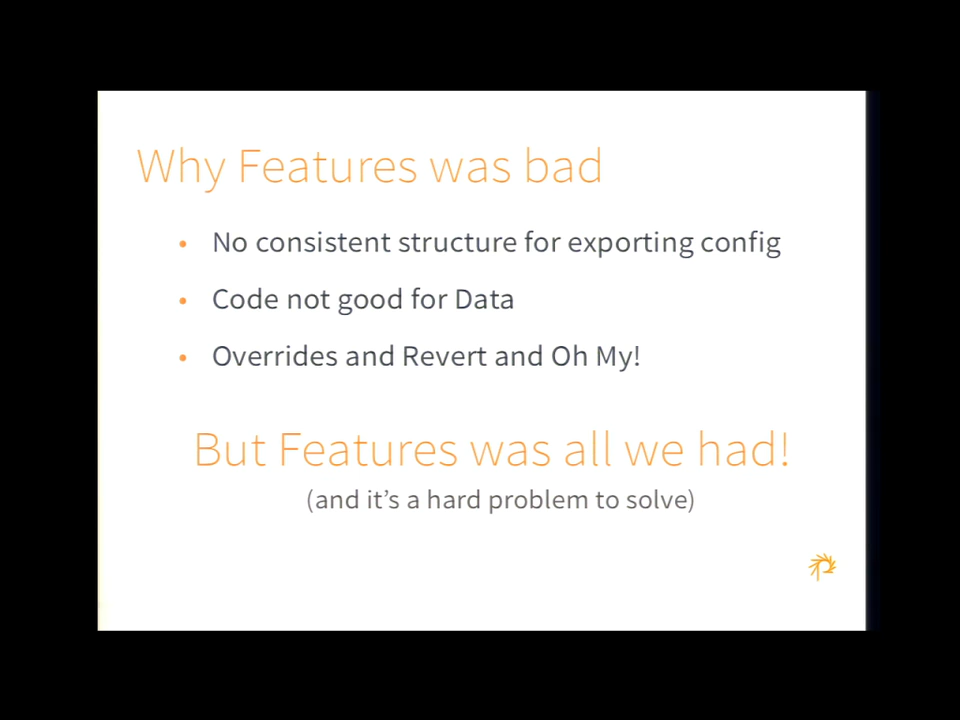 Why Features was bad
• No consistent structure for exporting config
• Code not good for Data
• Overrides and Revert and Oh My!
But Features was all we had!
(and it's a hard problem to solve)